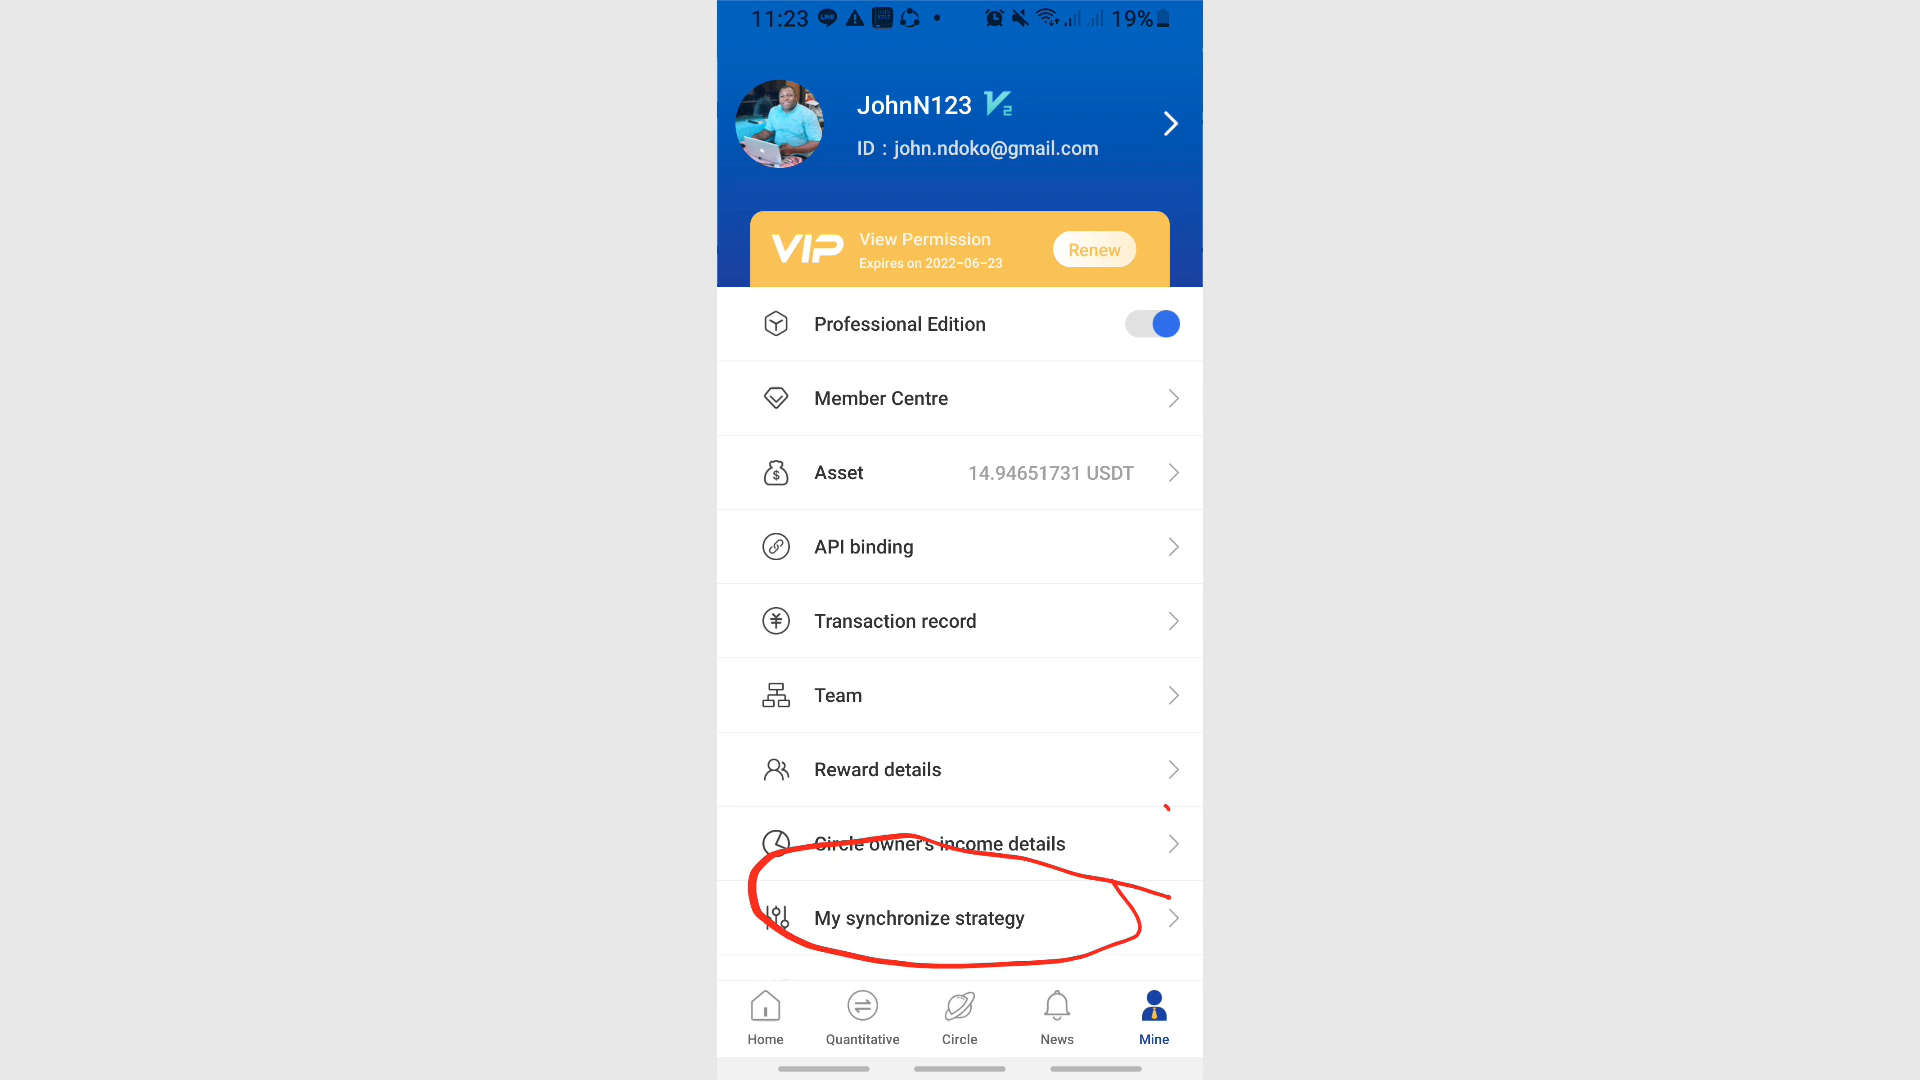 11:23 19%
JohnN123 V2
ID : john.ndoko@gmail.com
VIP View Permission
Expires on 2022-06-23
Renew
Professional Edition
Member Centre
Asset 14.94651731 USDT
API binding
Transaction record
Team
Reward details
Circle owner's income details
My synchronize strategy
Home Quantitative Circle News Mine